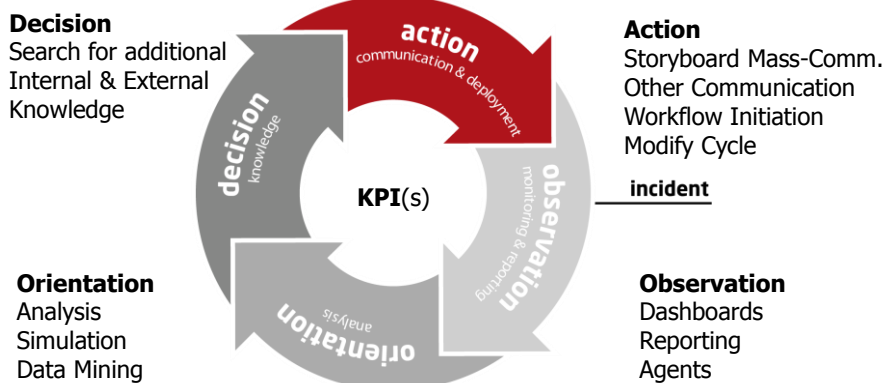 Decision
Search for additional
Internal & External
Knowledge
action
communication & deployment
Action
Storyboard Mass-Comm.
Other Communication
Workflow Initiation
Modify Cycle
decision
knowledge
KPI(s)
observation
monitoring & reporting
incident
orientation
analysis
Orientation
Analysis
Simulation
Data Mining
Observation
Dashboards
Reporting
Agents